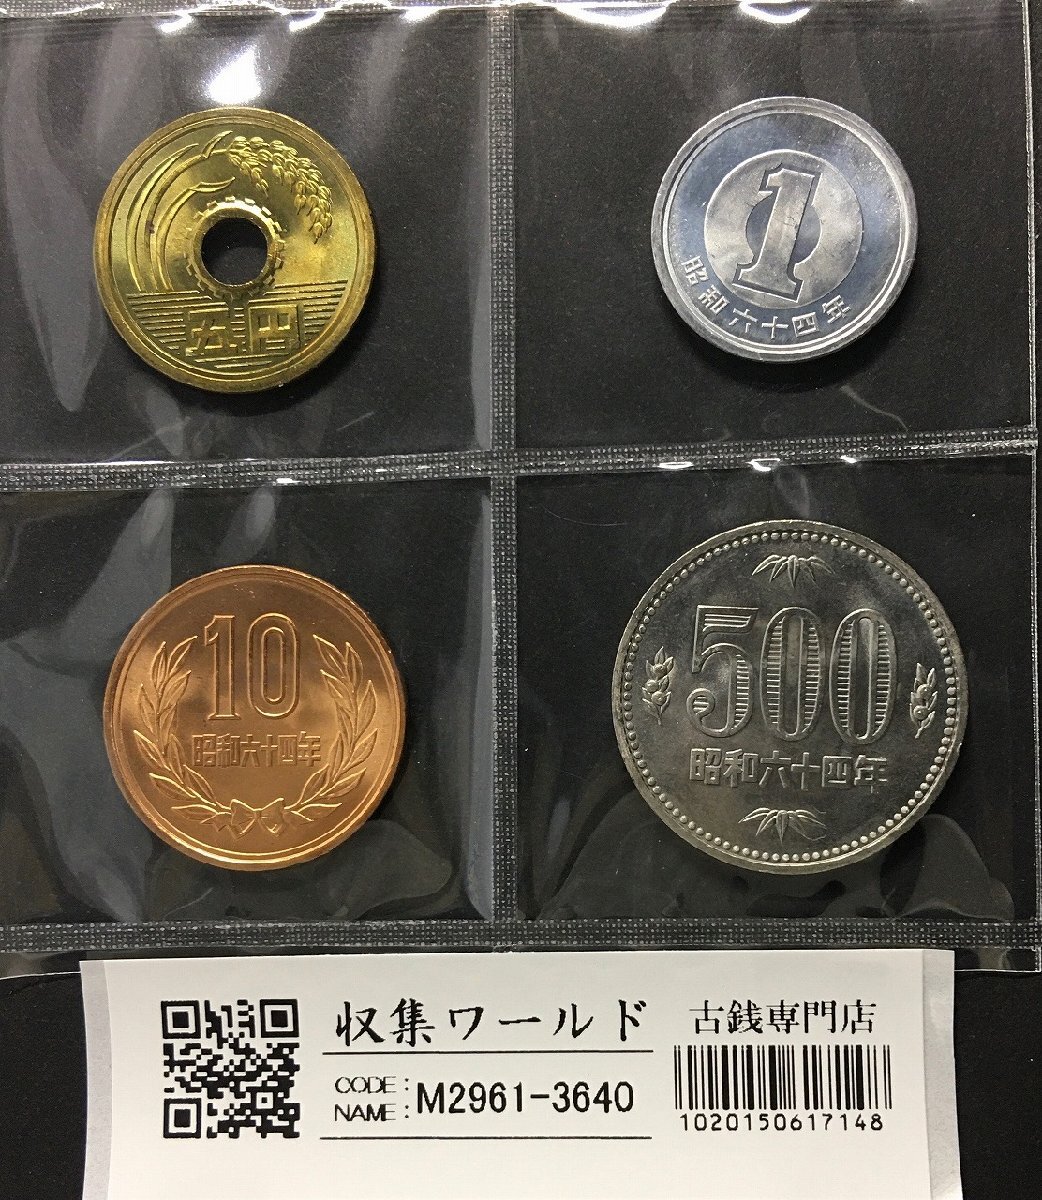 五円
1
昭和六十四年
10
昭和六十四年
500
昭和六十四年
収集ワールド
古銭専門店
CODE:
NAME:
M2961-3640
1020150617148